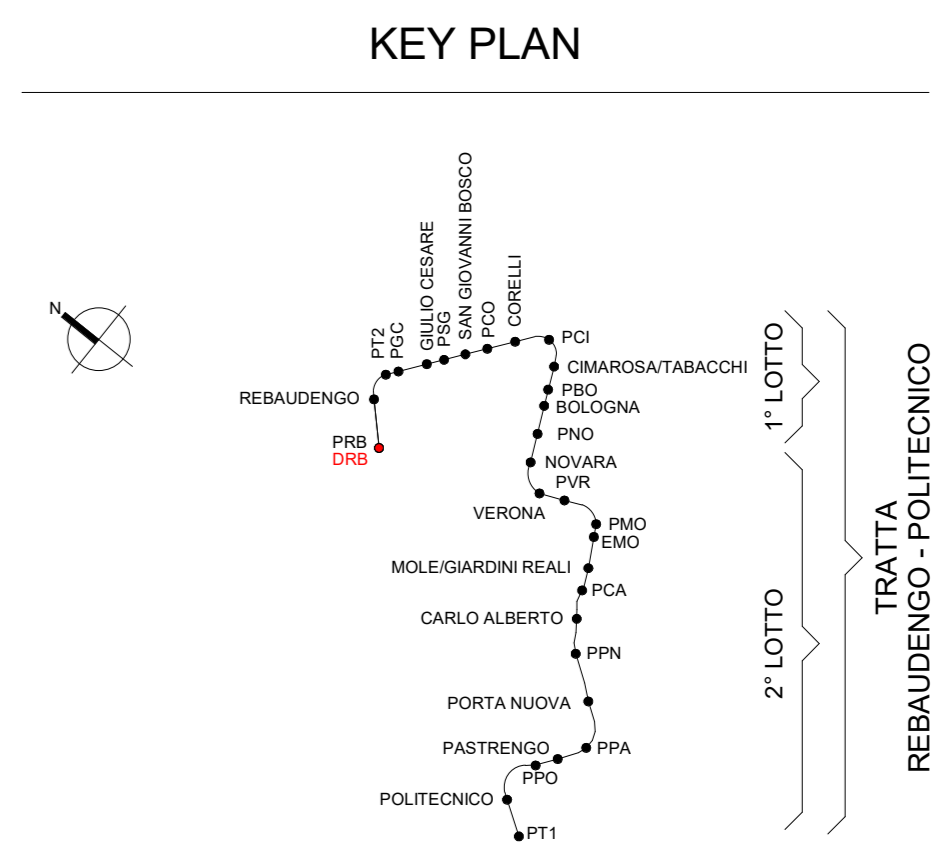 KEY PLAN
N
PT2
PGC
GIULIO CESARE
PSG
SAN GIOVANNI BOSCO
PCO
CORELLI
PCI
CIMAROSA/TABACCHI
REBAUDENGO
PBO
BOLOGNA
PRB
DRB
PNO
NOVARA
PVR
VERONA
PMO
EMO
MOLE/GIARDINI REALI
PCA
CARLO ALBERTO
PPN
PORTA NUOVA
PASTRENGO
PPA
PPO
POLITECNICO
PT1
1° LOTTO
2° LOTTO
TRATTA
REBAUDENGO - POLITECNICO